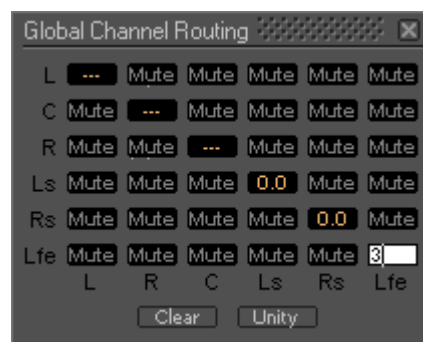 Global Channel Routing
L --- Mute Mute Mute Mute Mute
C Mute --- Mute Mute Mute Mute
R Mute Mute --- Mute Mute Mute
Ls Mute Mute Mute 0.0 Mute Mute
Rs Mute Mute Mute Mute 0.0 Mute
Lfe Mute Mute Mute Mute Mute 3
L R C Ls Rs Lfe
Clear Unity